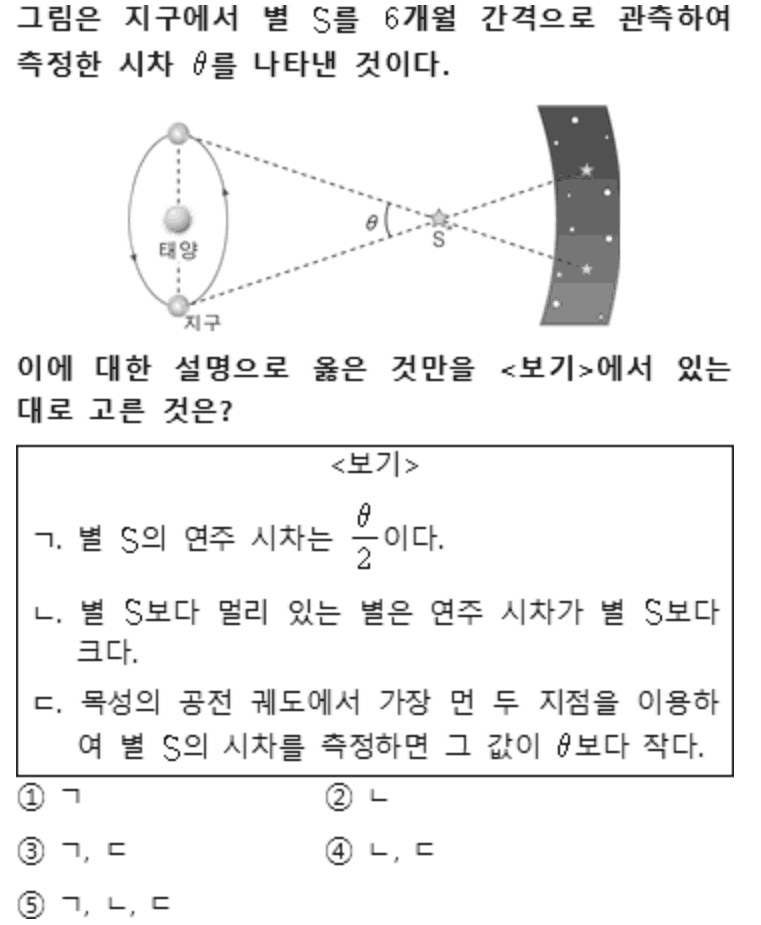 그림은 지구에서 별 S를 6개월 간격으로 관측하여
측정한 시차 θ를 나타낸 것이다.
θ
S
태양
지구
이에 대한 설명으로 옳은 것만을 <보기>에서 있는
대로 고른 것은?
<보기>
ㄱ. 별 S의 연주 시차는 θ/2이다.
ㄴ. 별 S보다 멀리 있는 별은 연주 시차가 별 S보다
크다.
ㄷ. 목성의 공전 궤도에서 가장 먼 두 지점을 이용하
여 별 S의 시차를 측정하면 그 값이 θ보다 작다.
① ㄱ ② ㄴ
③ ㄱ, ㄷ ④ ㄴ, ㄷ
⑤ ㄱ, ㄴ, ㄷ